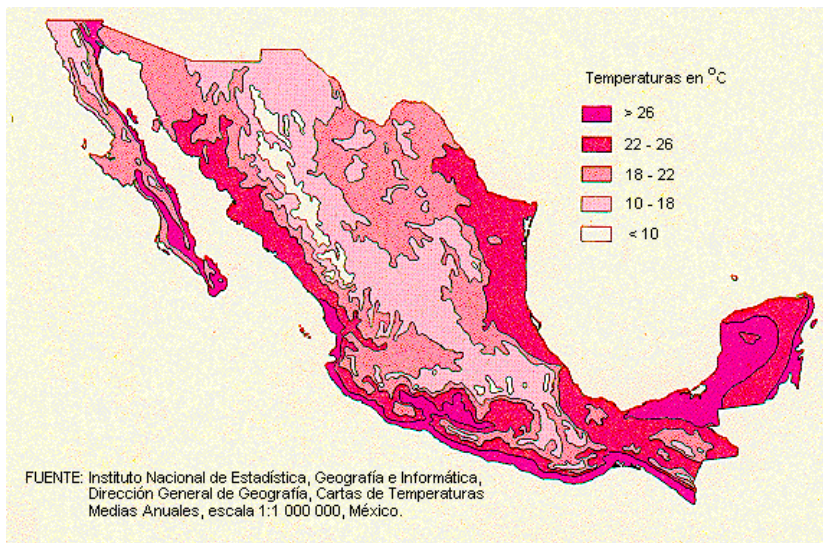 Temperaturas en °C
> 26
22 - 26
18 - 22
10 - 18
< 10
FUENTE: Instituto Nacional de Estadística, Geografía e Informática,
Dirección General de Geografía, Cartas de Temperaturas
Medias Anuales, escala 1:1 000 000, México.